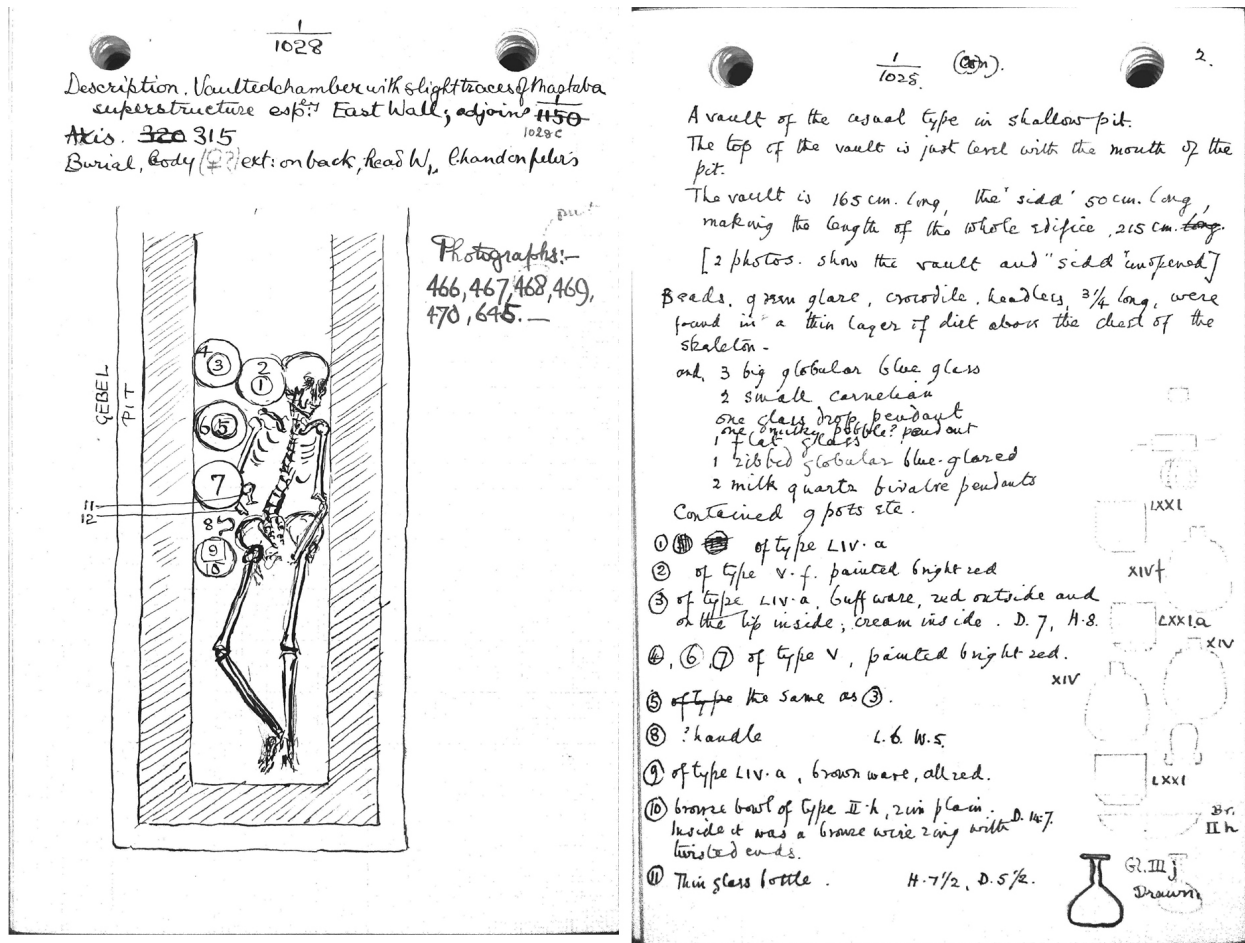 1
1028
Description. Vaulted chamber with slight traces of Mastaba
superstructure esp:ly East Wall; adjoins 1150
1
1028c
Axis. 320 315
Burial, body (♀?) ext: on back, head W,, hand on pelvis
Photographs:-
466, 467, 468, 469,
470, 645.—
GEBEL
PIT
4
3
2
1
6
5
7
11
12
8
9
10
1
1028. (con). 2.
A vault of the usual type in shallow pit.
The top of the vault is just level with the mouth of the
pit.
The vault is 165 cm. long, the "sidd" 50 cm. long,
making the length of the whole edifice, 215 cm. long.
[2 photos. show the vault and "sidd" unopened]
Beads, green glaze, crocodile, headless, 3 1/4 long, were
found in a thin layer of dirt above the chest of the
skeleton -
and, 3 big globular blue glass
2 small carnelian
one glass drop pendant
one milky pebble? pendant
1 flat glass
1 ribbed globular blue-glazed
2 milk quartz bivalve pendants
Contained 9 pots etc.
① of type LIV·a
② of type V·f. painted bright red
③ of type LIV·a, buff ware, red outside and
on the lip inside; cream inside. D. 7, H. 8.
④, ⑥, ⑦ of type V, painted bright red.
⑤ of type the same as ③.
⑧ ? handle L. 6. W. 5.
⑨ of type LIV·a, brown ware, all red.
⑩ bronze bowl of type II·h, rim plain. D. 14·7.
Inside it was a bronze wire ring with
twisted ends.
⑪ Thin glass bottle. H. 7 1/2, D. 5 1/2.
LXXI
XIVf
LXXI.a
XIV
XIV
LXXI
Br.
II h
Gl. III j
Drawn